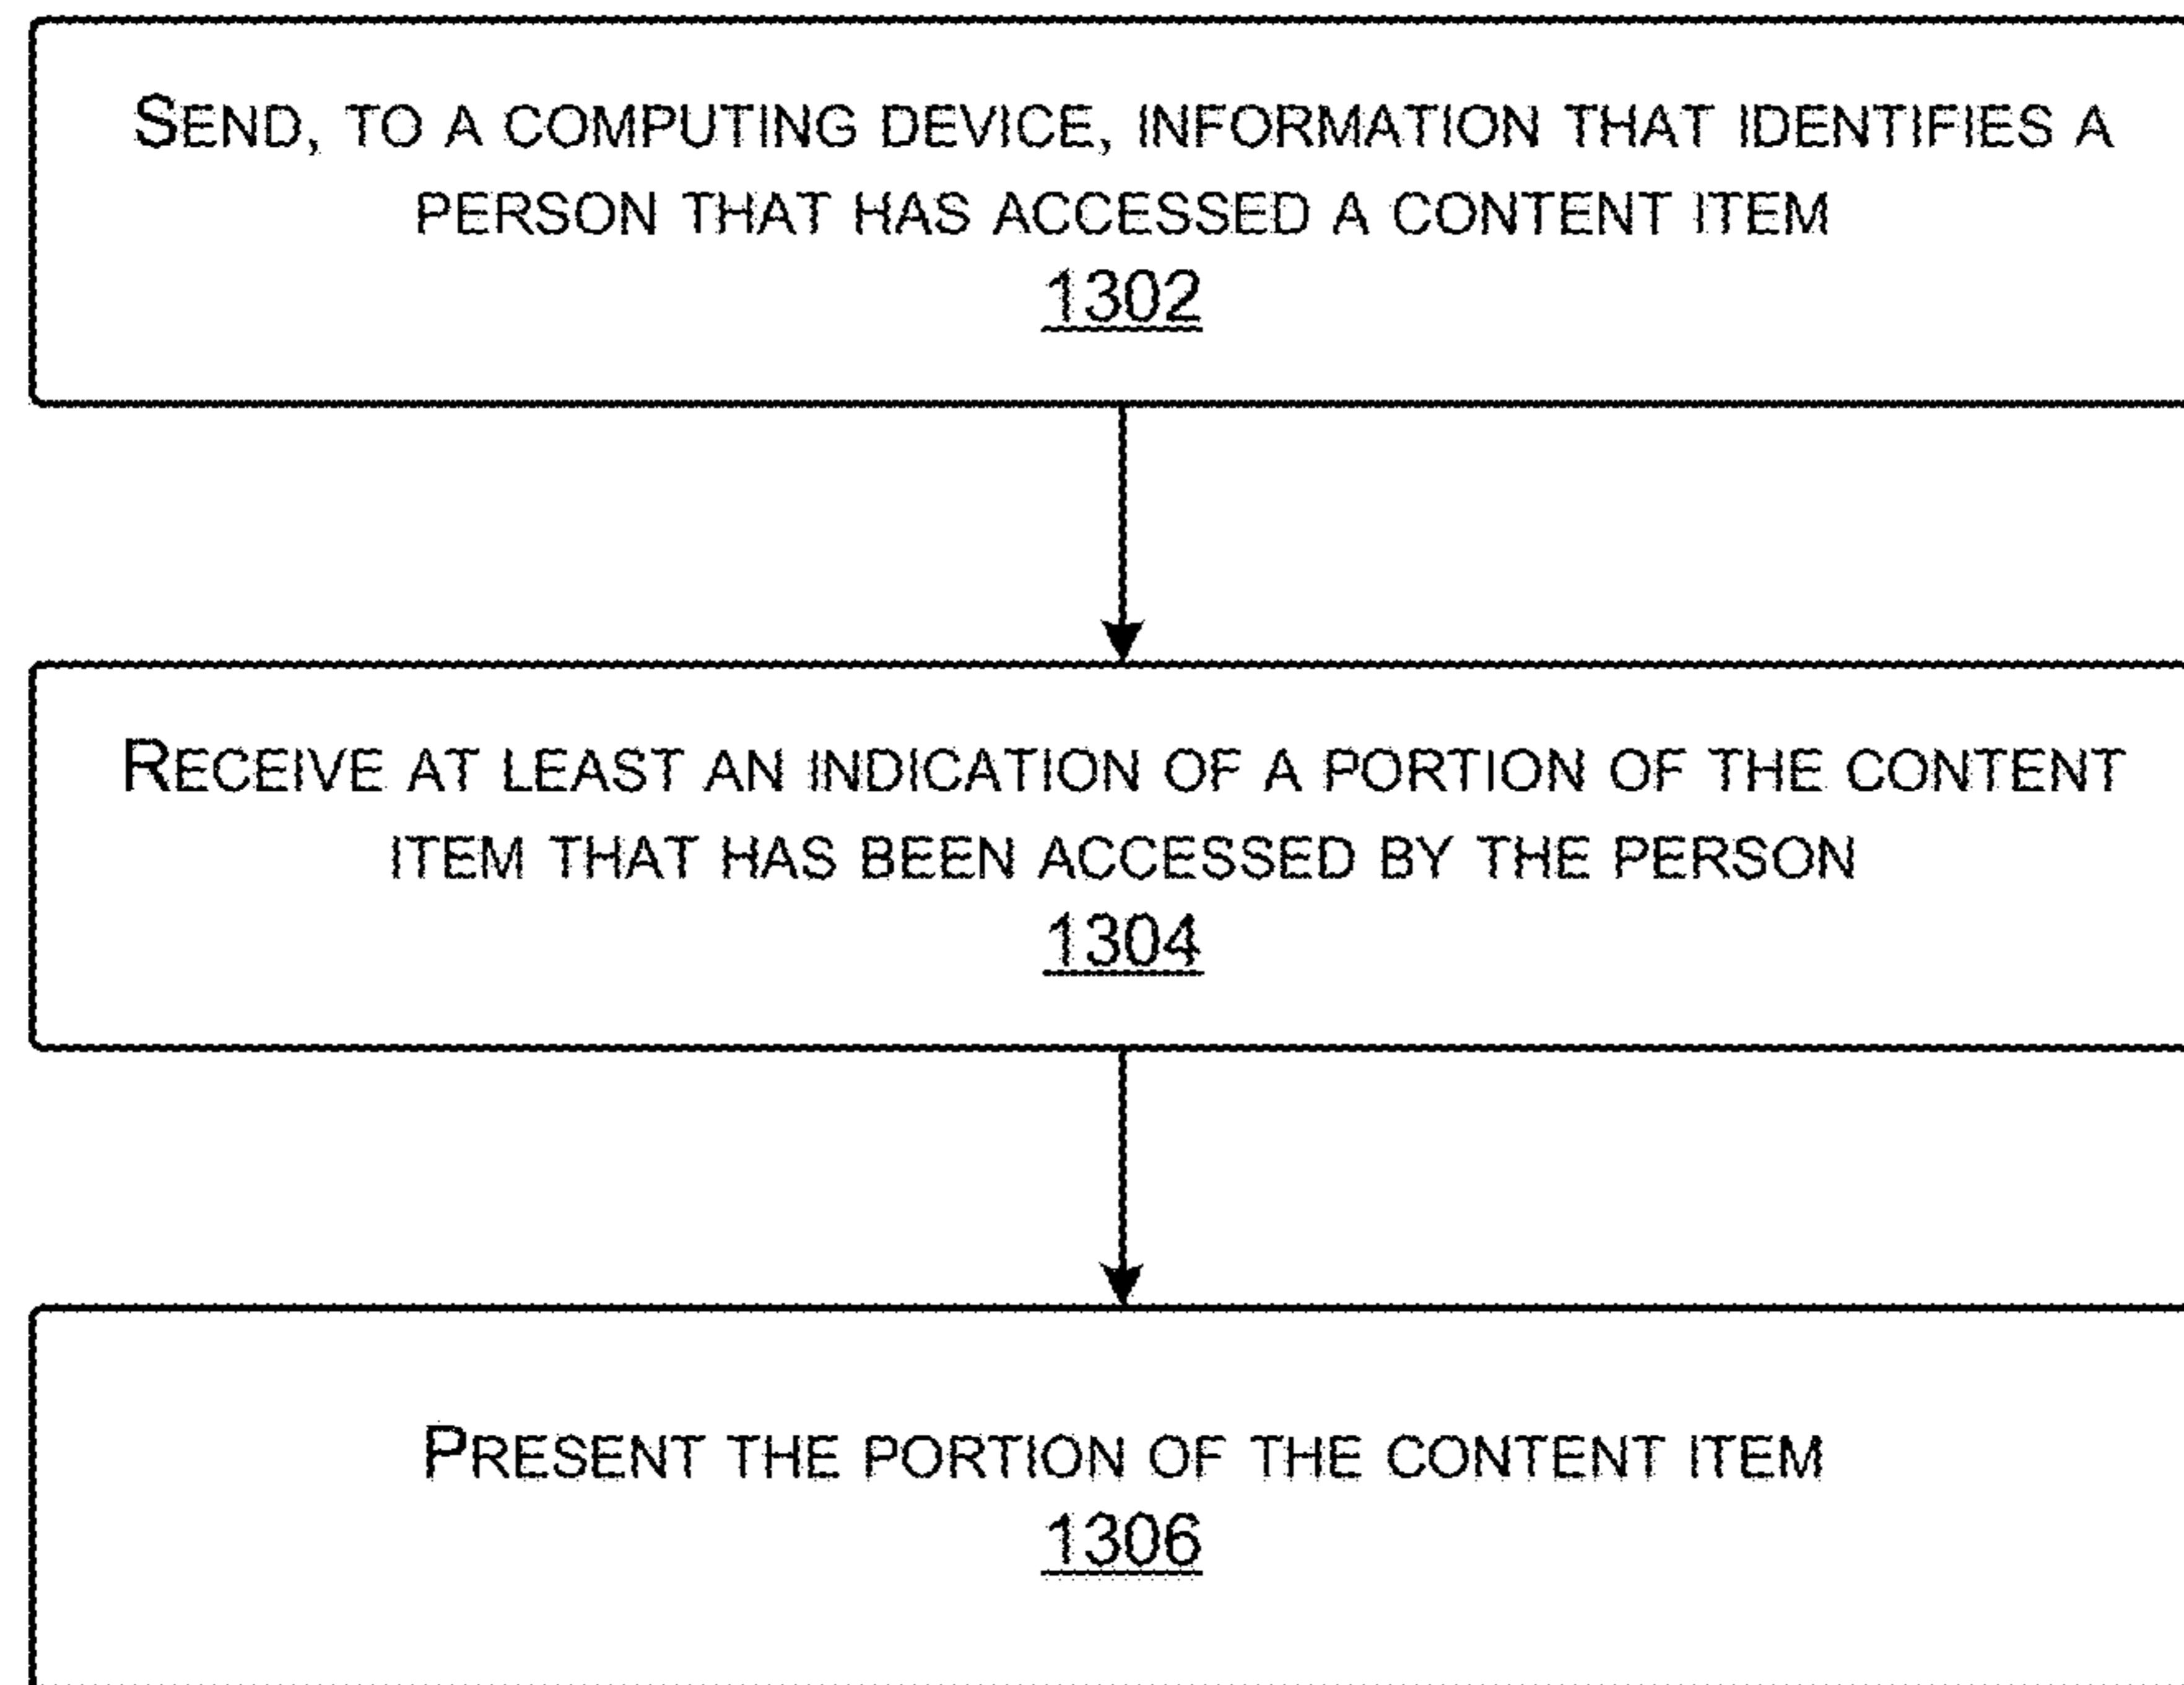 SEND, TO A COMPUTING DEVICE, INFORMATION THAT IDENTIFIES A
PERSON THAT HAS ACCESSED A CONTENT ITEM
1302
RECEIVE AT LEAST AN INDICATION OF A PORTION OF THE CONTENT
ITEM THAT HAS BEEN ACCESSED BY THE PERSON
1304
PRESENT THE PORTION OF THE CONTENT ITEM
1306